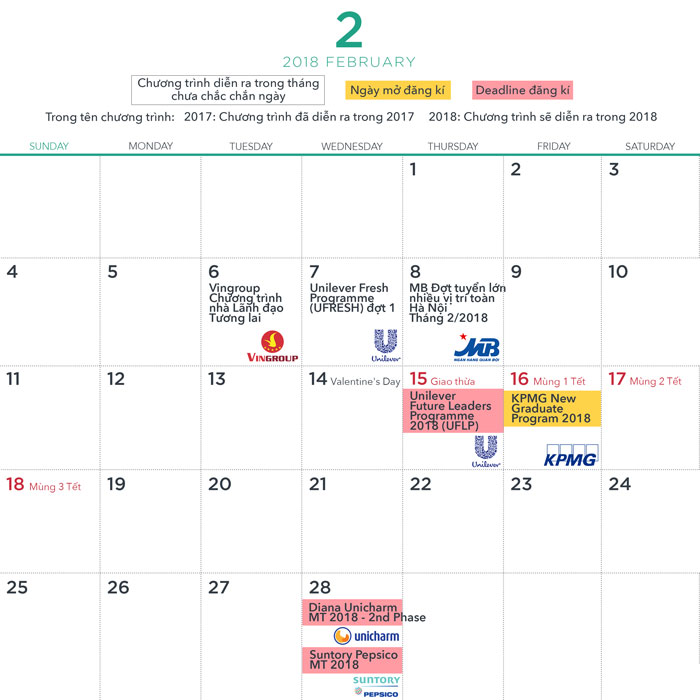 2
2018 FEBRUARY
Chương trình diễn ra trong tháng
chưa chắc chắn ngày
Ngày mở đăng kí
Deadline đăng kí
Trong tên chương trình: 2017: Chương trình đã diễn ra trong 2017 2018: Chương trình sẽ diễn ra trong 2018
SUNDAY MONDAY TUESDAY WEDNESDAY THURSDAY FRIDAY SATURDAY
1 2 3
4 5 6 7 8 9 10
Vingroup
Chương trình
nhà Lãnh đạo
Tương lai
VINGROUP
Unilever Fresh
Programme
(UFRESH) đợt 1
Unilever
MB Đợt tuyển lớn
nhiều vị trí toàn
Hà Nội
Tháng 2/2018
MB
NGÂN HÀNG QUÂN ĐỘI
11 12 13 14 Valentine's Day 15 Giao thừa 16 Mùng 1 Tết 17 Mùng 2 Tết
Unilever
Future Leaders
Programme
2018 (UFLP)
Unilever
KPMG New
Graduate
Program 2018
KPMG
18 Mùng 3 Tết 19 20 21 22 23 24
25 26 27 28
Diana Unicharm
MT 2018 - 2nd Phase
unicharm
Suntory Pepsico
MT 2018
SUNTORY
PEPSICO